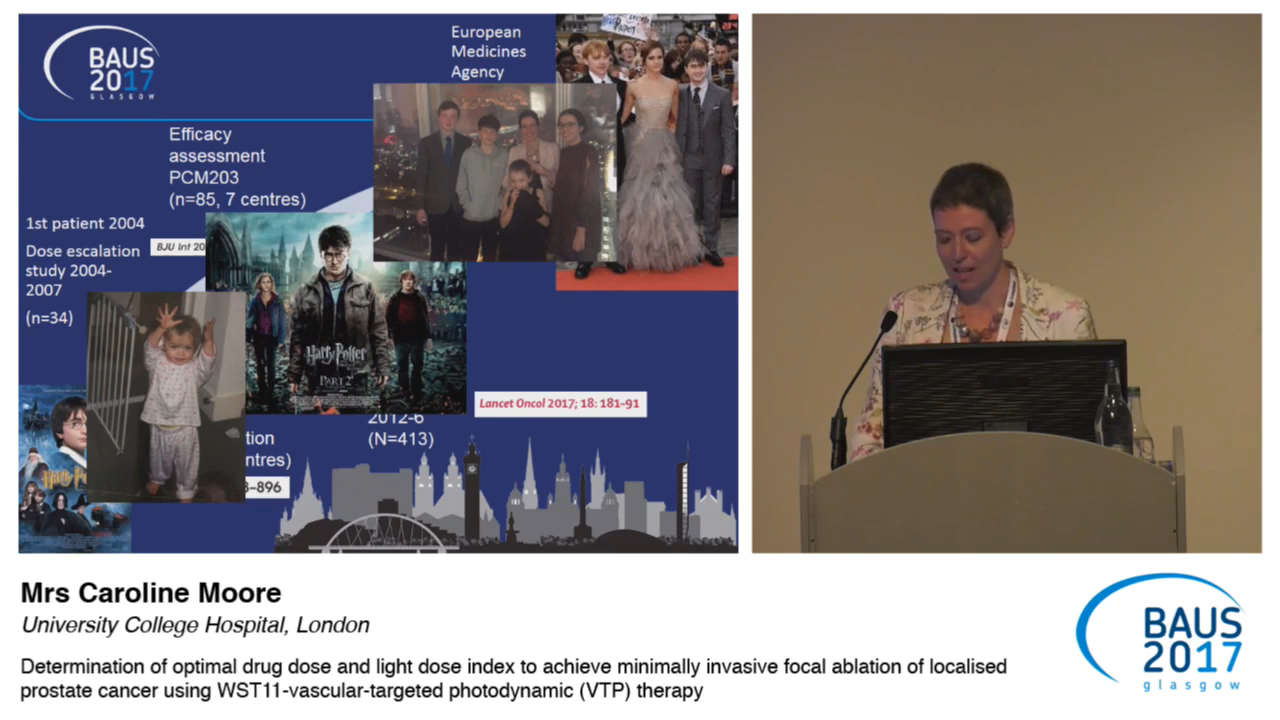 BAUS
2017
GLASGOW
European
Medicines
Agency
Efficacy
assessment
PCM203
(n=85, 7 centres)
1st patient 2004
Dose escalation
study 2004-
2007
(n=34)
BJU Int 20
Harry Potter
PART 2
Lancet Oncol 2017; 18: 181–91
2012-6
(N=413)
tion
ntres)
–896
Mrs Caroline Moore
University College Hospital, London
Determination of optimal drug dose and light dose index to achieve minimally invasive focal ablation of localised
prostate cancer using WST11-vascular-targeted photodynamic (VTP) therapy
BAUS
2017
glasgow